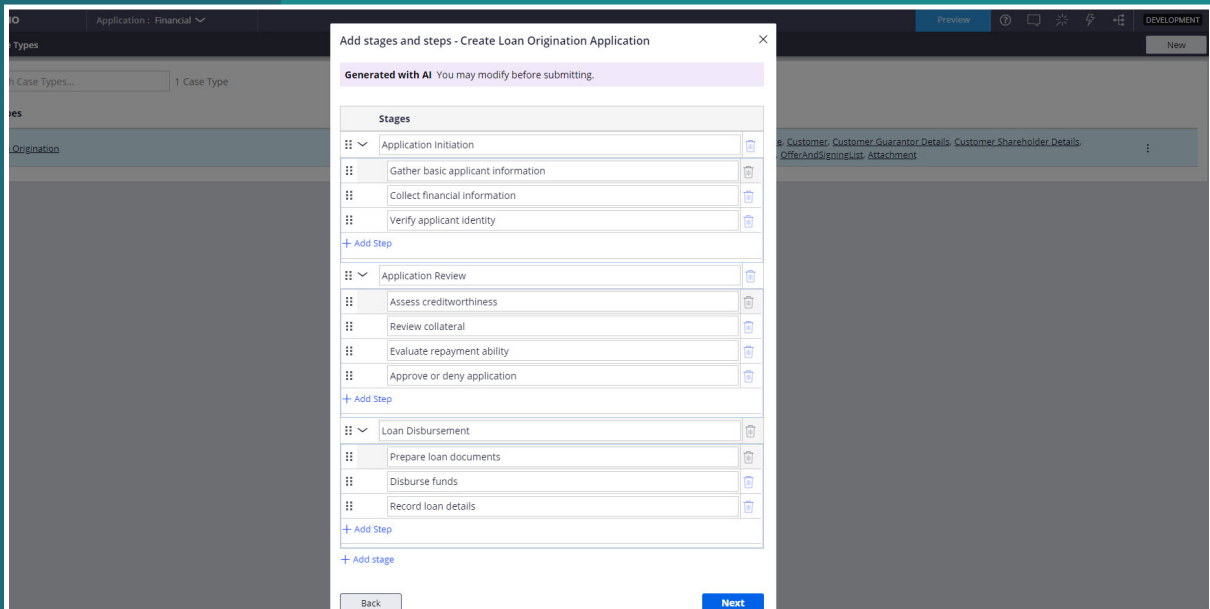 IO
Application : Financial
Preview
DEVELOPMENT
Types
New
Case Types...
1 Case Type
Origination
Customer, Customer Guarantor Details, Customer Shareholder Details,
OfferAndSigningList, Attachment
Add stages and steps - Create Loan Origination Application
Generated with AI You may modify before submitting.
Stages
Application Initiation
Gather basic applicant information
Collect financial information
Verify applicant identity
+ Add Step
Application Review
Assess creditworthiness
Review collateral
Evaluate repayment ability
Approve or deny application
+ Add Step
Loan Disbursement
Prepare loan documents
Disburse funds
Record loan details
+ Add Step
+ Add stage
Back
Next